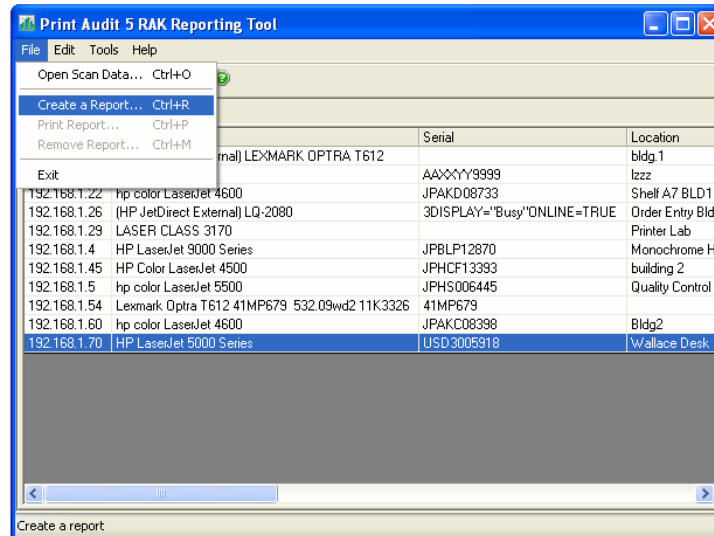 Print Audit 5 RAK Reporting Tool
File Edit Tools Help
Open Scan Data... Ctrl+O
Create a Report... Ctrl+R
Print Report... Ctrl+P
Remove Report... Ctrl+M
Exit
Serial Location
rnal) LEXMARK OPTRA T612 bldg.1
AAXXYY9999 lzzz
192.168.1.22 hp color LaserJet 4600 JPAKD08733 Shelf A7 BLD1
192.168.1.26 (HP JetDirect External) LQ-2080 3DISPLAY="Busy"ONLINE=TRUE Order Entry Bld
192.168.1.29 LASER CLASS 3170 Printer Lab
192.168.1.4 HP LaserJet 9000 Series JPBLP12870 Monochrome H
192.168.1.45 HP Color LaserJet 4500 JPHCF13393 building 2
192.168.1.5 hp color LaserJet 5500 JPHS006445 Quality Control
192.168.1.54 Lexmark Optra T612 41MP679 532.09wd2 11K3326 41MP679
192.168.1.60 hp color LaserJet 4600 JPAKC08398 Bldg2
192.168.1.70 HP LaserJet 5000 Series USD3005918 Wallace Desk
Create a report